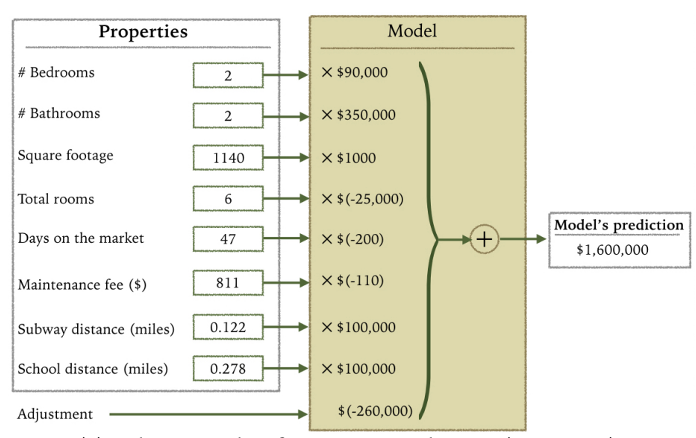 Properties
Model
# Bedrooms 2 × $90,000
# Bathrooms 2 × $350,000
Square footage 1140 × $1000
Total rooms 6 × $(-25,000)
Days on the market 47 × $(-200)
+
Model's prediction
$1,600,000
Maintenance fee ($) 811 × $(-110)
Subway distance (miles) 0.122 × $100,000
School distance (miles) 0.278 × $100,000
Adjustment $(-260,000)